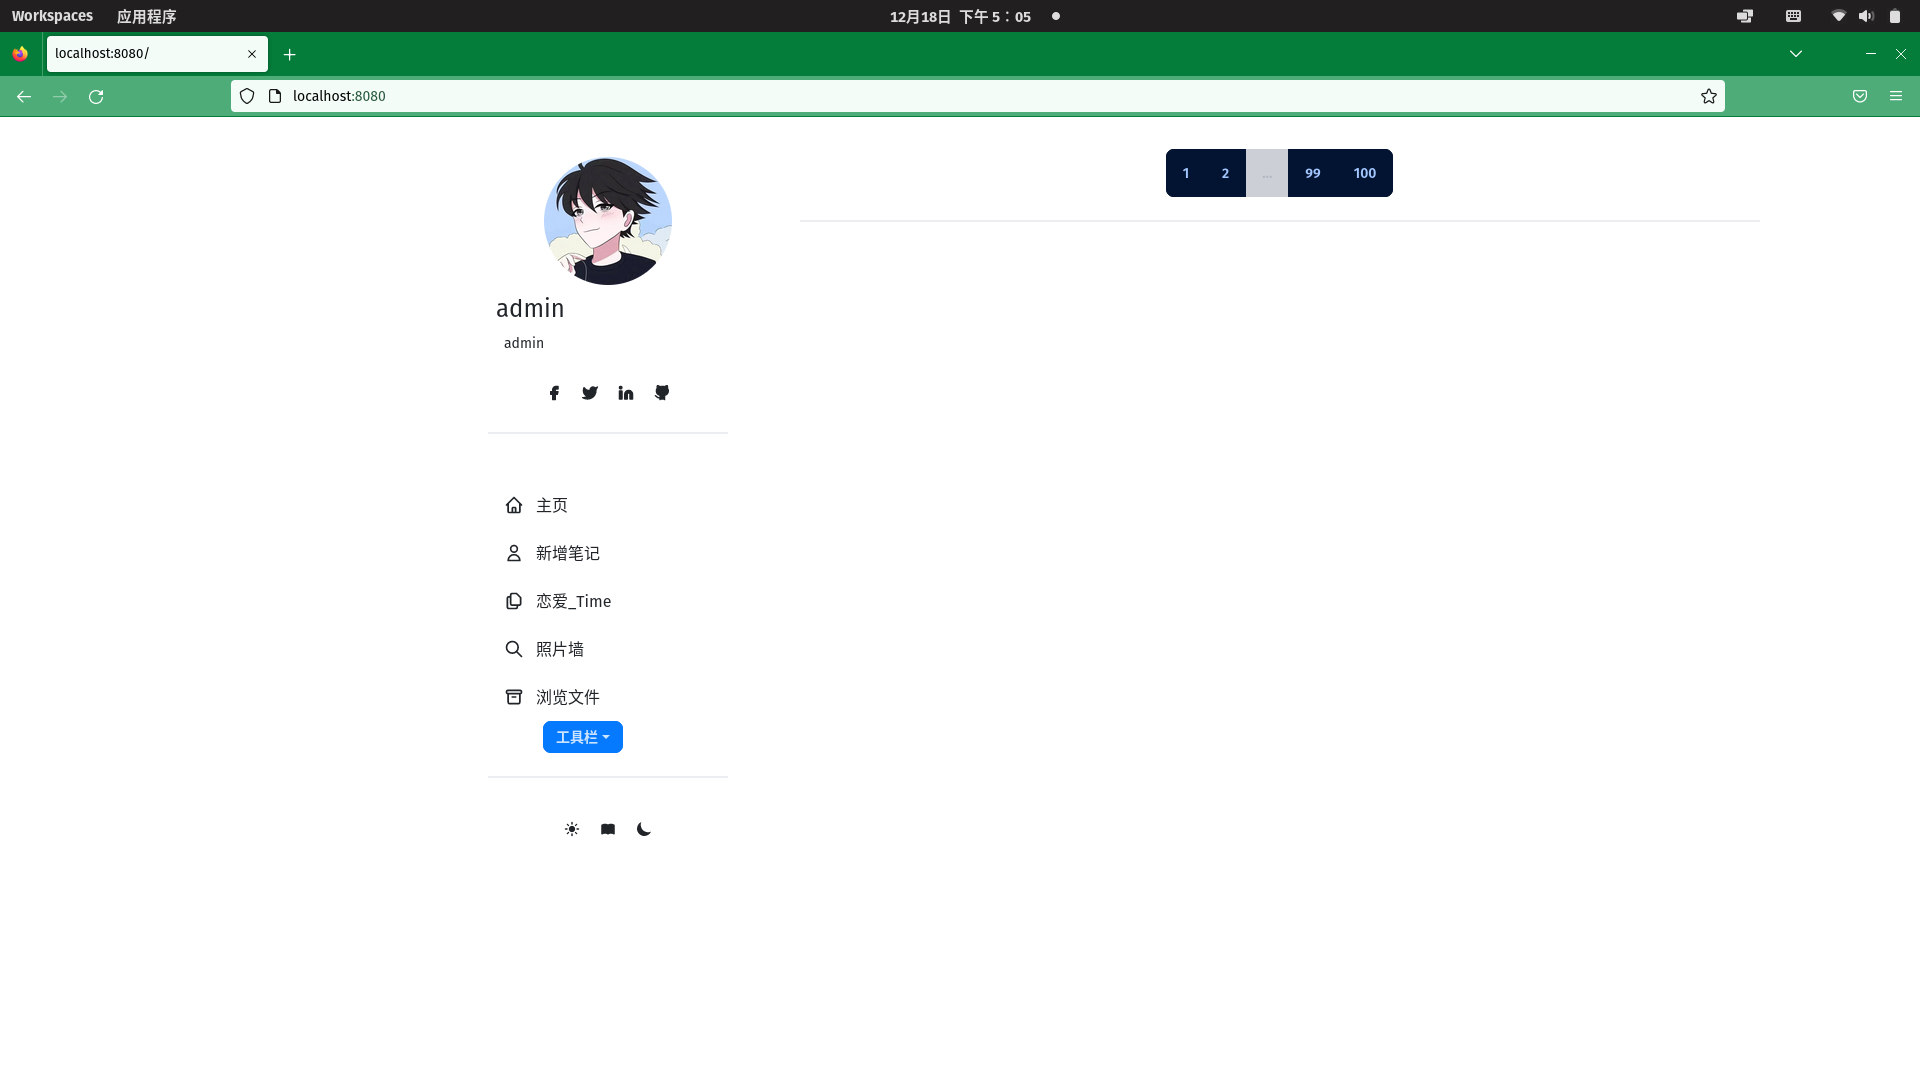 Workspaces 应用程序 12月18日 下午 5：05
localhost:8080/
localhost:8080
1 2 ... 99 100
admin
admin
主页
新增笔记
恋爱_Time
照片墙
浏览文件
工具栏